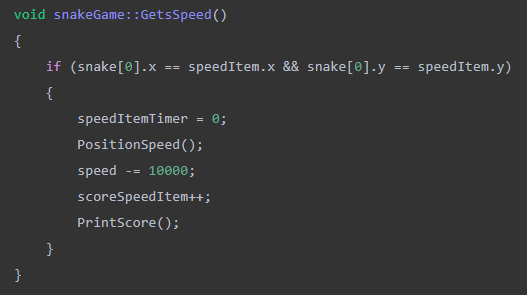 void snakeGame::GetsSpeed()
{
    if (snake[0].x == speedItem.x && snake[0].y == speedItem.y)
    {
        speedItemTimer = 0;
        PositionSpeed();
        speed -= 10000;
        scoreSpeedItem++;
        PrintScore();
    }
}